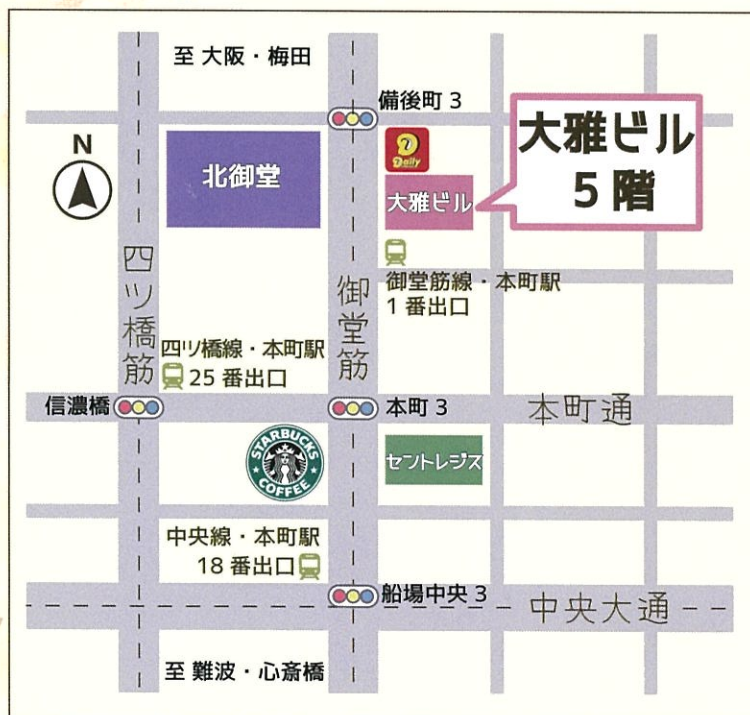 至 大阪・梅田
備後町 3
N
北御堂
Daily
大雅ビル
大雅ビル
5 階
四ツ橋筋
御堂筋
御堂筋線・本町駅
1 番出口
四ツ橋線・本町駅
25 番出口
信濃橋
本町 3
本町通
STARBUCKS
COFFEE
セントレジス
中央線・本町駅
18 番出口
船場中央 3
中央大通
至 難波・心斎橋